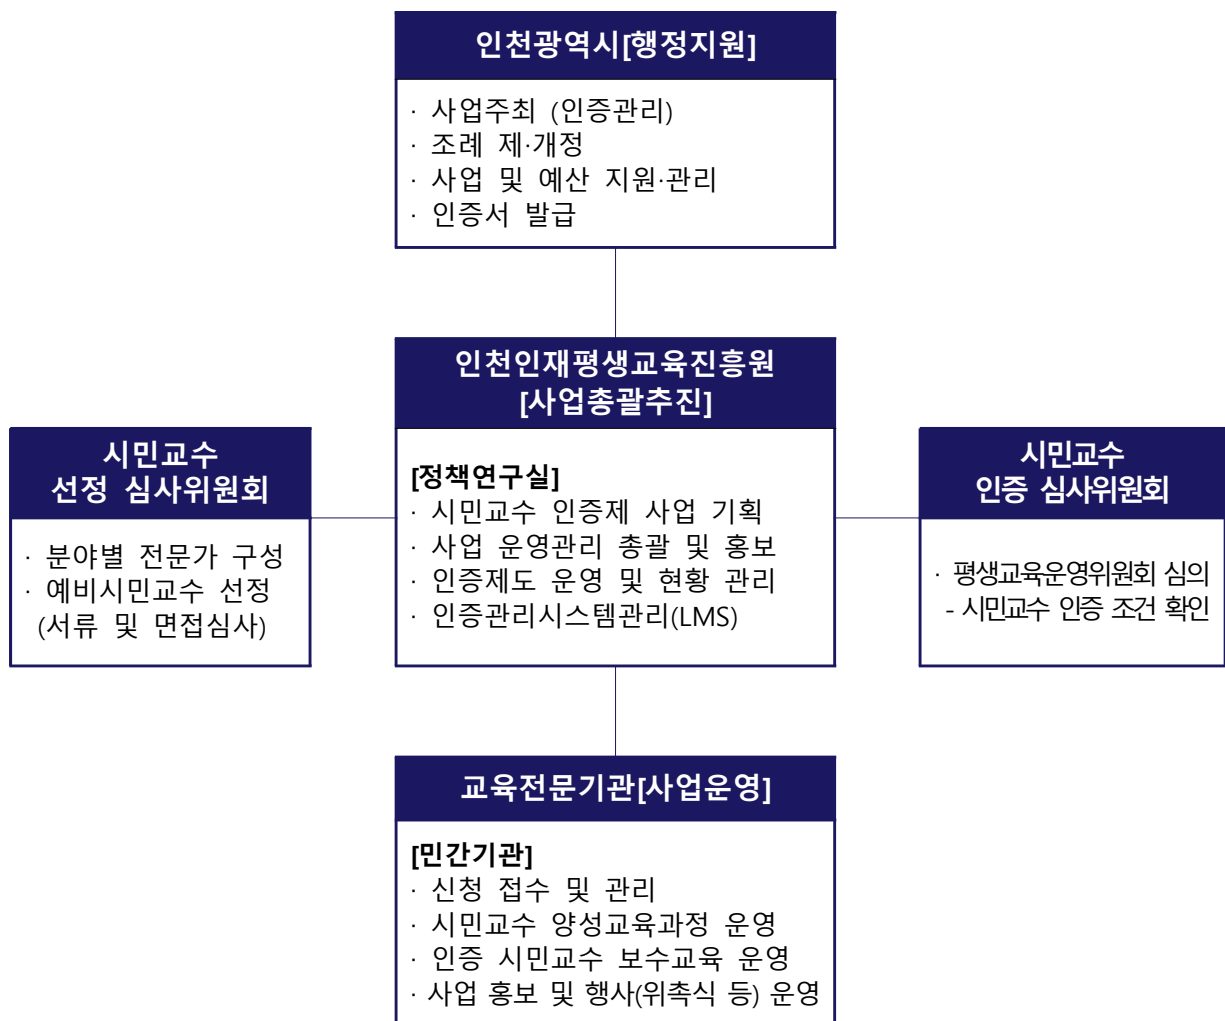 인천광역시[행정지원]
· 사업주최 (인증관리)
· 조례 제·개정
· 사업 및 예산 지원·관리
· 인증서 발급
인천인재평생교육진흥원
[사업총괄추진]
[정책연구실]
· 시민교수 인증제 사업 기획
· 사업 운영관리 총괄 및 홍보
· 인증제도 운영 및 현황 관리
· 인증관리시스템관리(LMS)
시민교수
선정 심사위원회
· 분야별 전문가 구성
· 예비시민교수 선정
(서류 및 면접심사)
시민교수
인증 심사위원회
· 평생교육운영위원회 심의
- 시민교수 인증 조건 확인
교육전문기관[사업운영]
[민간기관]
· 신청 접수 및 관리
· 시민교수 양성교육과정 운영
· 인증 시민교수 보수교육 운영
· 사업 홍보 및 행사(위촉식 등) 운영